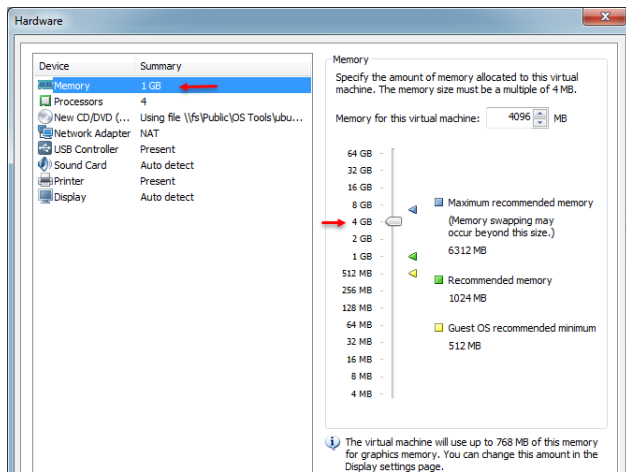 Hardware
Device Summary
Memory 1 GB
Processors 4
New CD/DVD (... Using file \\fs\Public\OS Tools\ubu...
Network Adapter NAT
USB Controller Present
Sound Card Auto detect
Printer Present
Display Auto detect
Memory
Specify the amount of memory allocated to this virtual
machine. The memory size must be a multiple of 4 MB.
Memory for this virtual machine: 4096 MB
64 GB
32 GB
16 GB
8 GB
4 GB
2 GB
1 GB
512 MB
256 MB
128 MB
64 MB
32 MB
16 MB
8 MB
4 MB
Maximum recommended memory
(Memory swapping may
occur beyond this size.)
6312 MB
Recommended memory
1024 MB
Guest OS recommended minimum
512 MB
The virtual machine will use up to 768 MB of this memory
for graphics memory. You can change this amount in the
Display settings page.